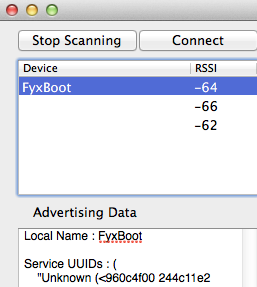 Stop Scanning Connect
Device RSSI
FyxBoot -64
-66
-62
Advertising Data
Local Name : FyxBoot
Service UUIDs : (
"Unknown (<960c4f00 244c11e2